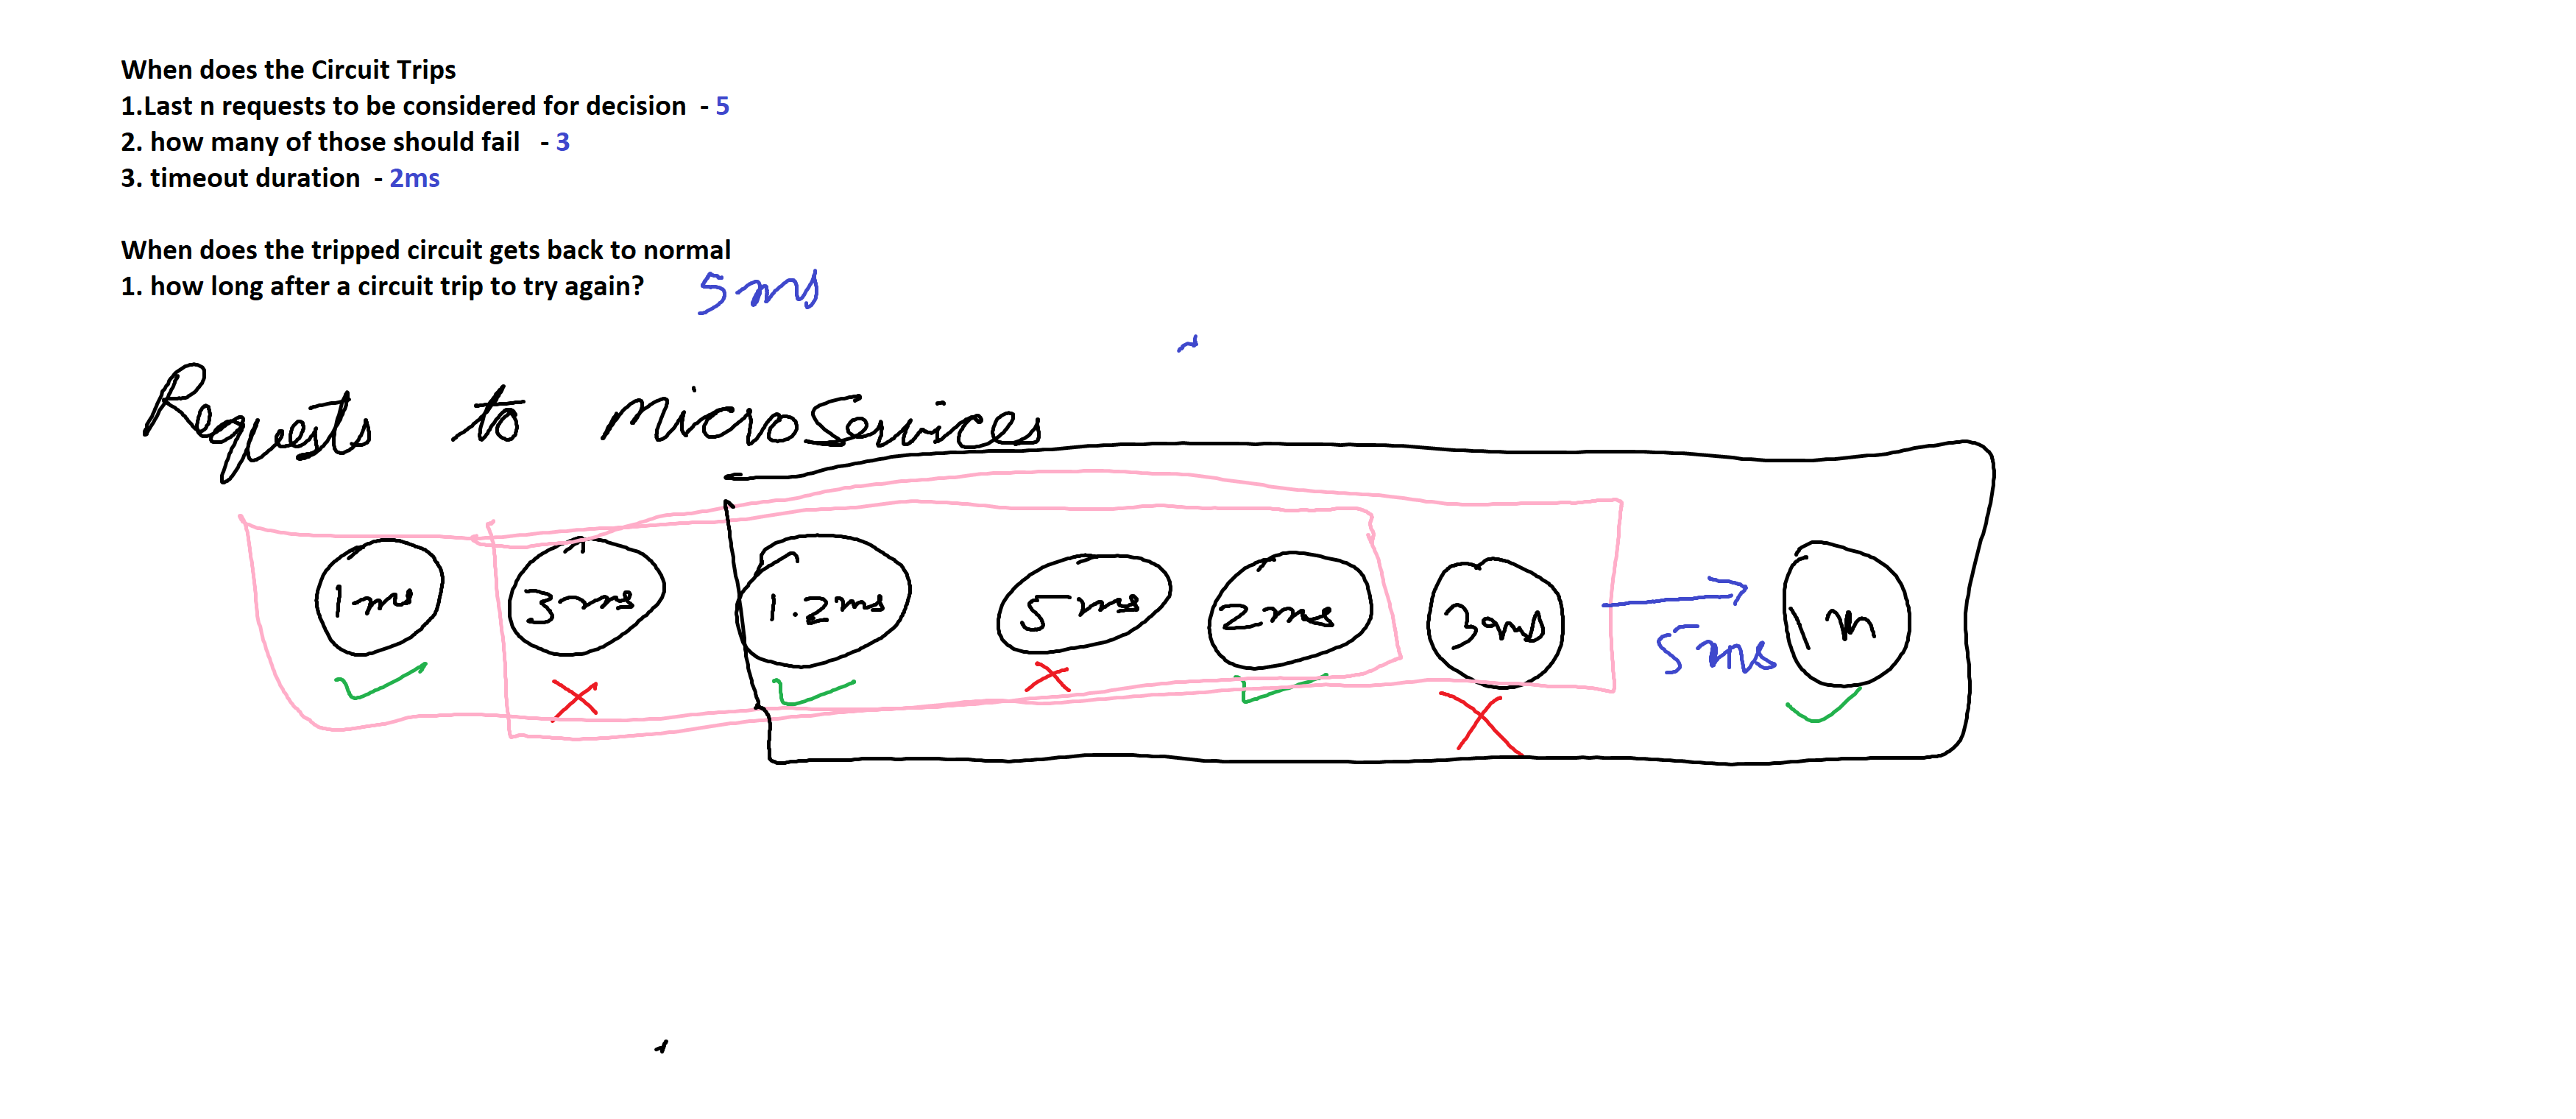 When does the Circuit Trips
1.Last n requests to be considered for decision - 5
2. how many of those should fail - 3
3. timeout duration - 2ms
When does the tripped circuit gets back to normal
1. how long after a circuit trip to try again? 5ms
Requests to microservices
1ms 3ms 1.2ms 5ms 2ms 3ms 1m
5ms